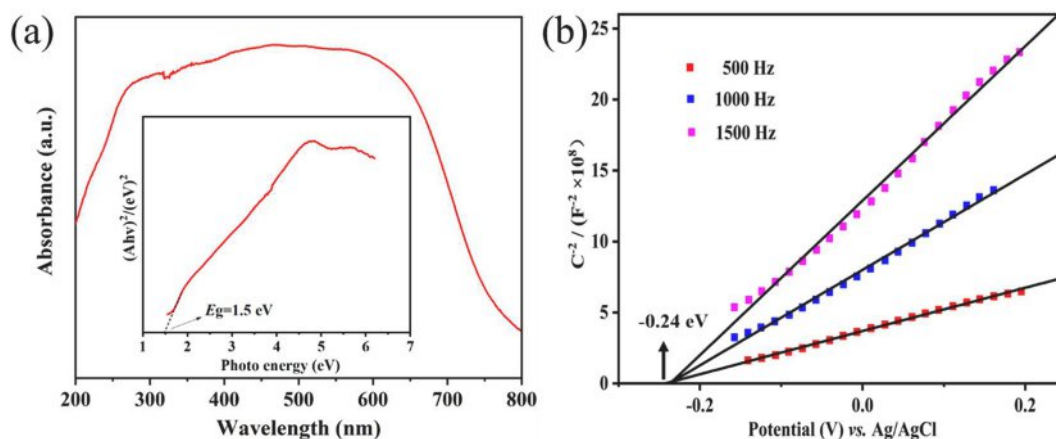 (a)
Absorbance (a.u.)
(Ahv)²/(eV)²
Eg=1.5 eV
1 2 3 4 5 6 7
Photo energy (eV)
200 300 400 500 600 700 800
Wavelength (nm)
(b)
25
20
15
10
5
0
C⁻² / (F⁻² ×10⁸)
500 Hz
1000 Hz
1500 Hz
-0.24 eV
-0.2 0.0 0.2
Potential (V) vs. Ag/AgCl